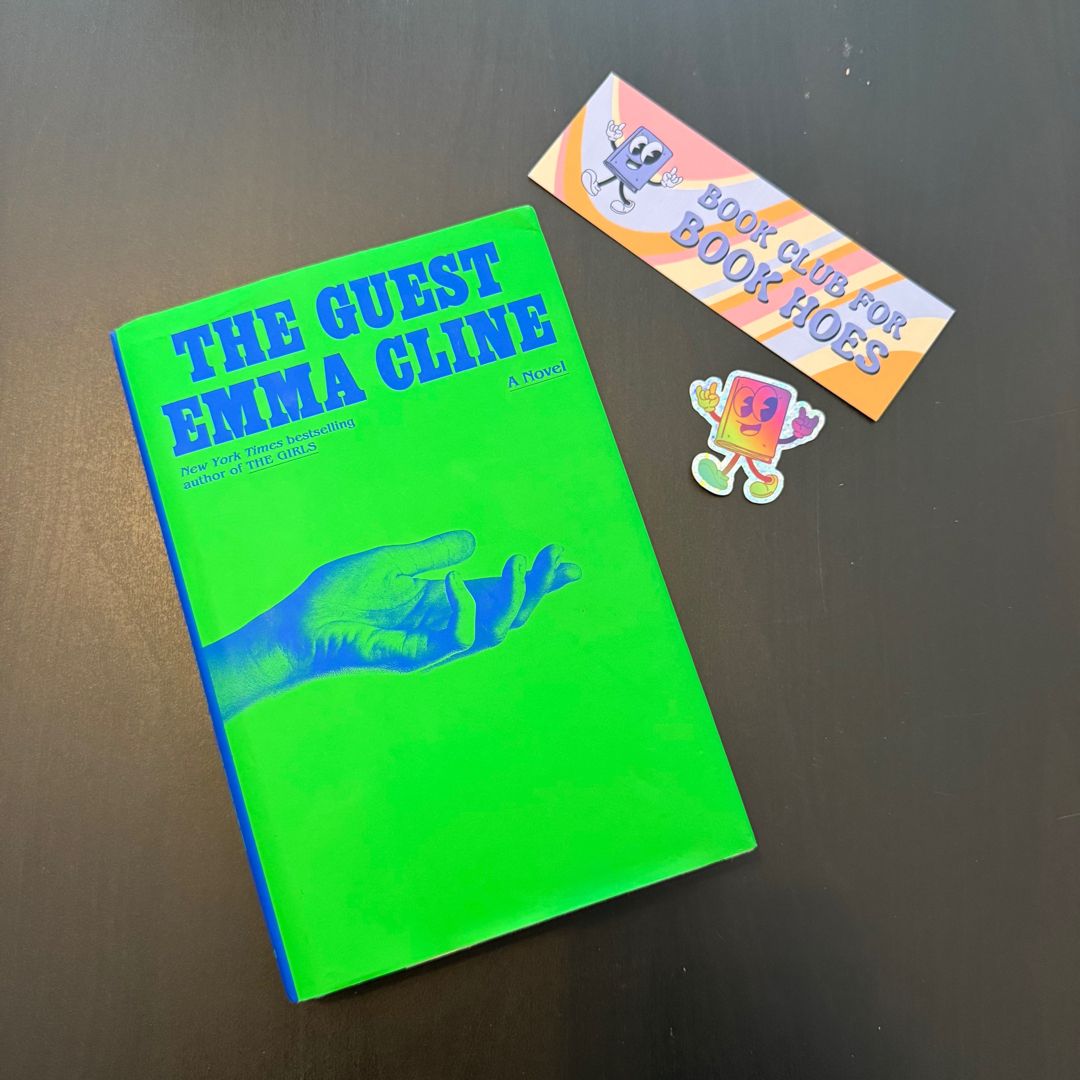 THE GUEST
EMMA CLINE
A Novel
New York Times bestselling
author of THE GIRLS
BOOK CLUB FOR
BOOK HOES